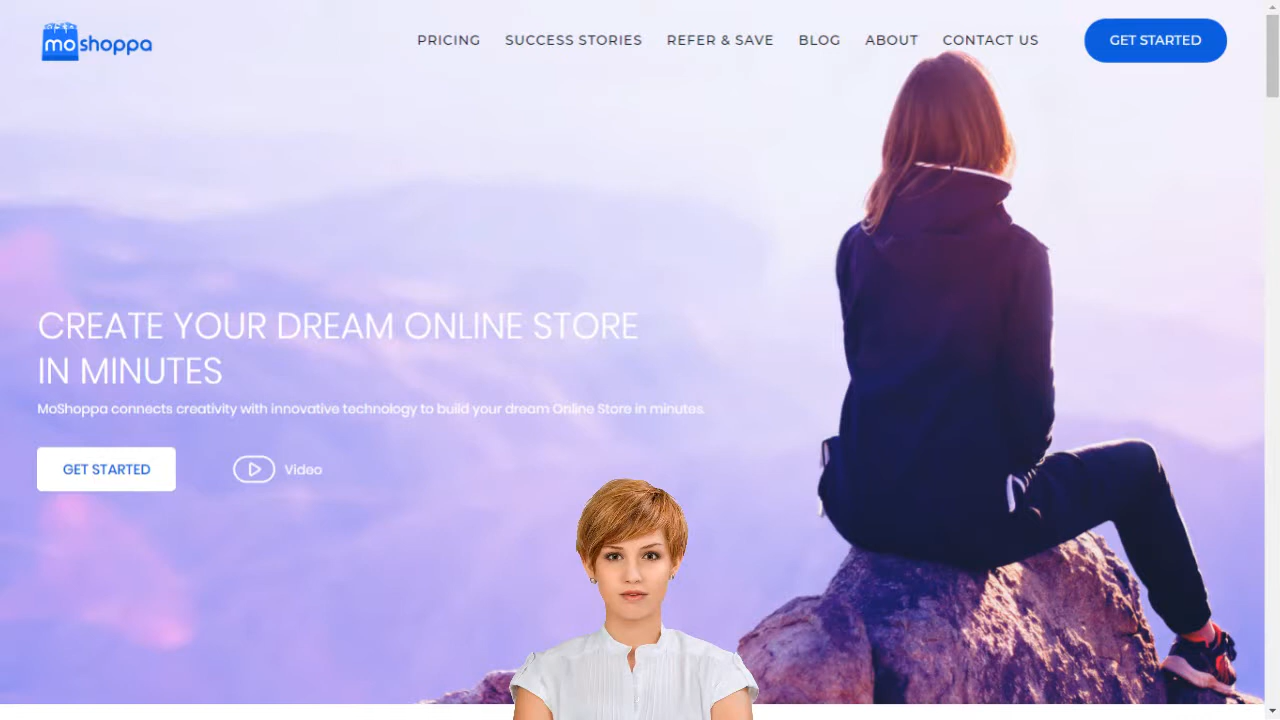 moshoppa
PRICING SUCCESS STORIES REFER & SAVE BLOG ABOUT CONTACT US GET STARTED
CREATE YOUR DREAM ONLINE STORE
IN MINUTES
MoShoppa connects creativity with innovative technology to build your dream Online Store in minutes.
GET STARTED Video